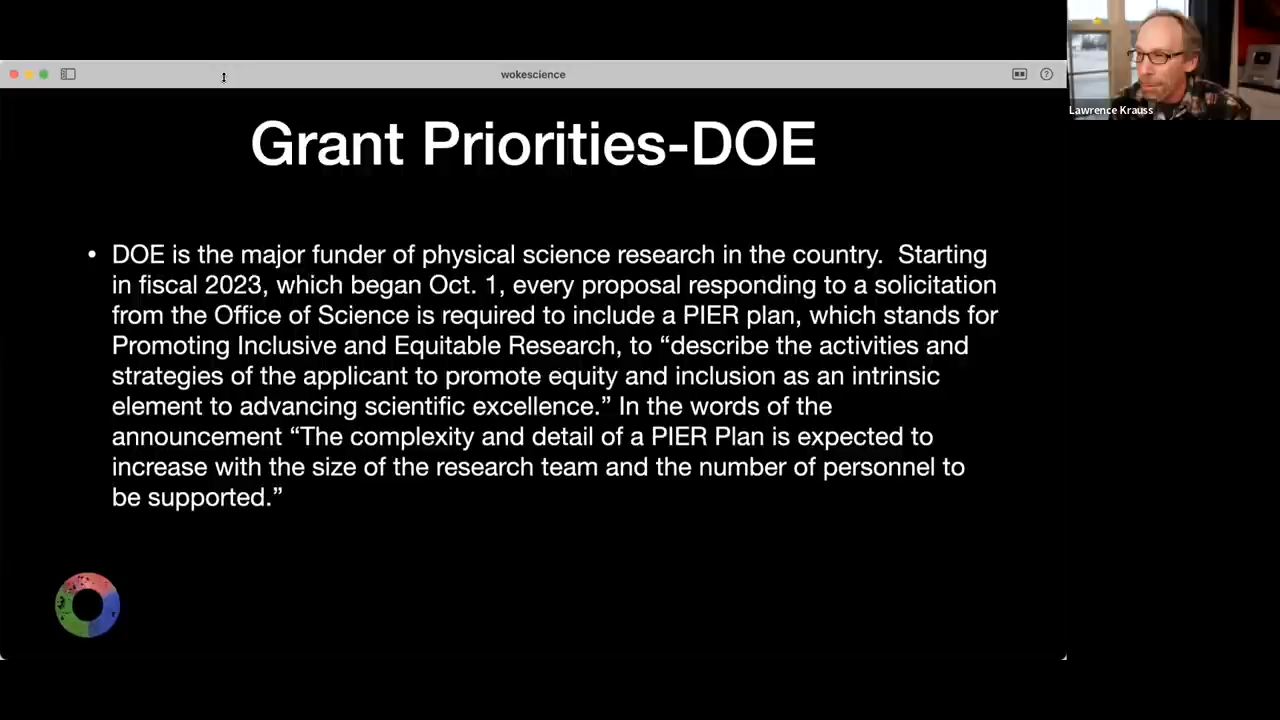 wokescience
Lawrence Krauss
Grant Priorities-DOE
• DOE is the major funder of physical science research in the country.  Starting
in fiscal 2023, which began Oct. 1, every proposal responding to a solicitation
from the Office of Science is required to include a PIER plan, which stands for
Promoting Inclusive and Equitable Research, to “describe the activities and
strategies of the applicant to promote equity and inclusion as an intrinsic
element to advancing scientific excellence.” In the words of the
announcement “The complexity and detail of a PIER Plan is expected to
increase with the size of the research team and the number of personnel to
be supported.”